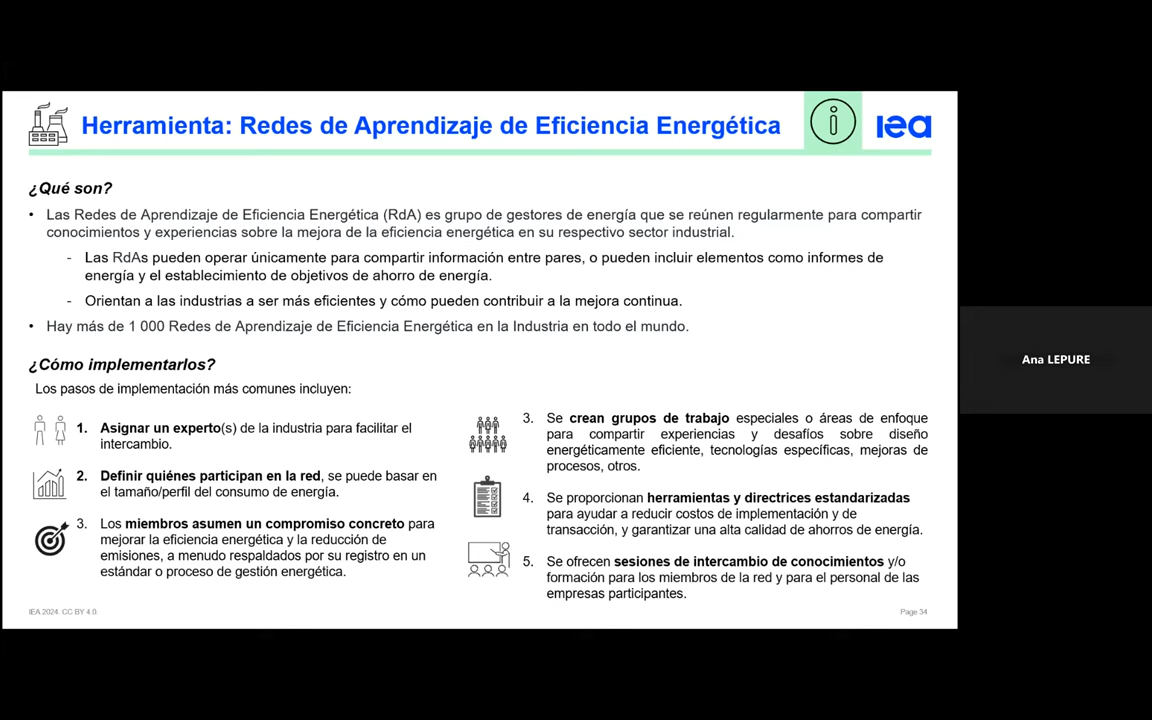 Herramienta: Redes de Aprendizaje de Eficiencia Energética
iea
¿Qué son?
• Las Redes de Aprendizaje de Eficiencia Energética (RdA) es grupo de gestores de energía que se reúnen regularmente para compartir
conocimientos y experiencias sobre la mejora de la eficiencia energética en su respectivo sector industrial.
- Las RdAs pueden operar únicamente para compartir información entre pares, o pueden incluir elementos como informes de
energía y el establecimiento de objetivos de ahorro de energía.
- Orientan a las industrias a ser más eficientes y cómo pueden contribuir a la mejora continua.
• Hay más de 1 000 Redes de Aprendizaje de Eficiencia Energética en la Industria en todo el mundo.
¿Cómo implementarlos?
Los pasos de implementación más comunes incluyen:
1. Asignar un experto(s) de la industria para facilitar el
intercambio.
2. Definir quiénes participan en la red, se puede basar en
el tamaño/perfil del consumo de energía.
3. Los miembros asumen un compromiso concreto para
mejorar la eficiencia energética y la reducción de
emisiones, a menudo respaldados por su registro en un
estándar o proceso de gestión energética.
3. Se crean grupos de trabajo especiales o áreas de enfoque
para compartir experiencias y desafíos sobre diseño
energéticamente eficiente, tecnologías específicas, mejoras de
procesos, otros.
4. Se proporcionan herramientas y directrices estandarizadas
para ayudar a reducir costos de implementación y de
transacción, y garantizar una alta calidad de ahorros de energía.
5. Se ofrecen sesiones de intercambio de conocimientos y/o
formación para los miembros de la red y para el personal de las
empresas participantes.
IEA 2024. CC BY 4.0.
Page 34
Ana LEPURE